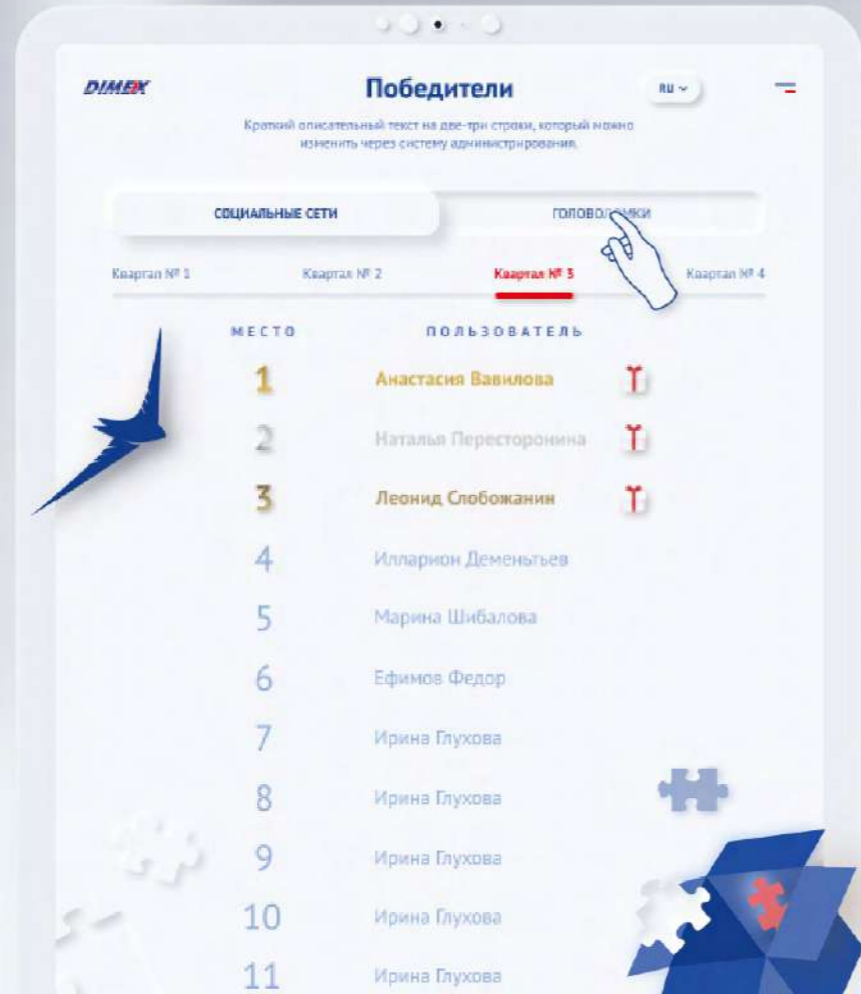 DIMEX
Победители
RU
Краткий описательный текст на две-три строки, который можно
изменить через систему администрирования.
СОЦИАЛЬНЫЕ СЕТИ
ГОЛОВОЛОМКИ
Квартал № 1
Квартал № 2
Квартал № 3
Квартал № 4
МЕСТО
ПОЛЬЗОВАТЕЛЬ
1 Анастасия Вавилова
2 Наталья Пересторонина
3 Леонид Слобожанин
4 Илларион Деменьтьев
5 Марина Шибалова
6 Ефимов Федор
7 Ирина Глухова
8 Ирина Глухова
9 Ирина Глухова
10 Ирина Глухова
11 Ирина Глухова